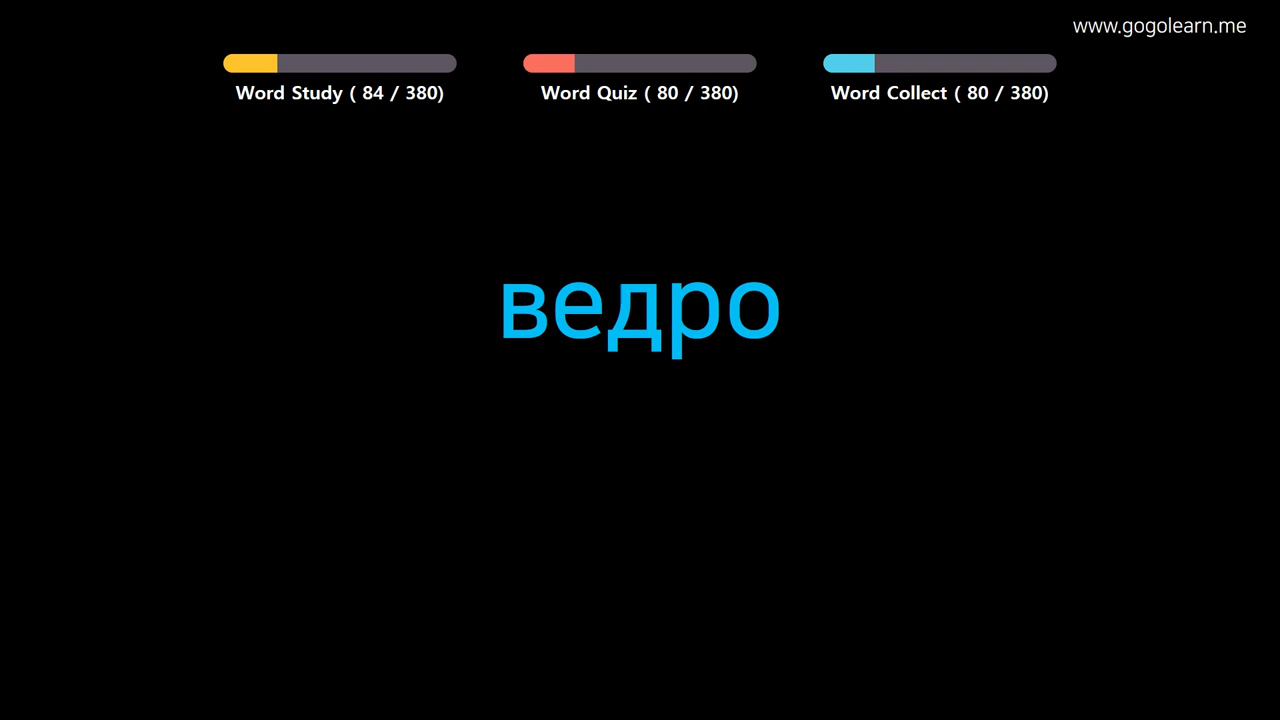 www.gogolearn.me
Word Study ( 84 / 380)
Word Quiz ( 80 / 380)
Word Collect ( 80 / 380)
ведро